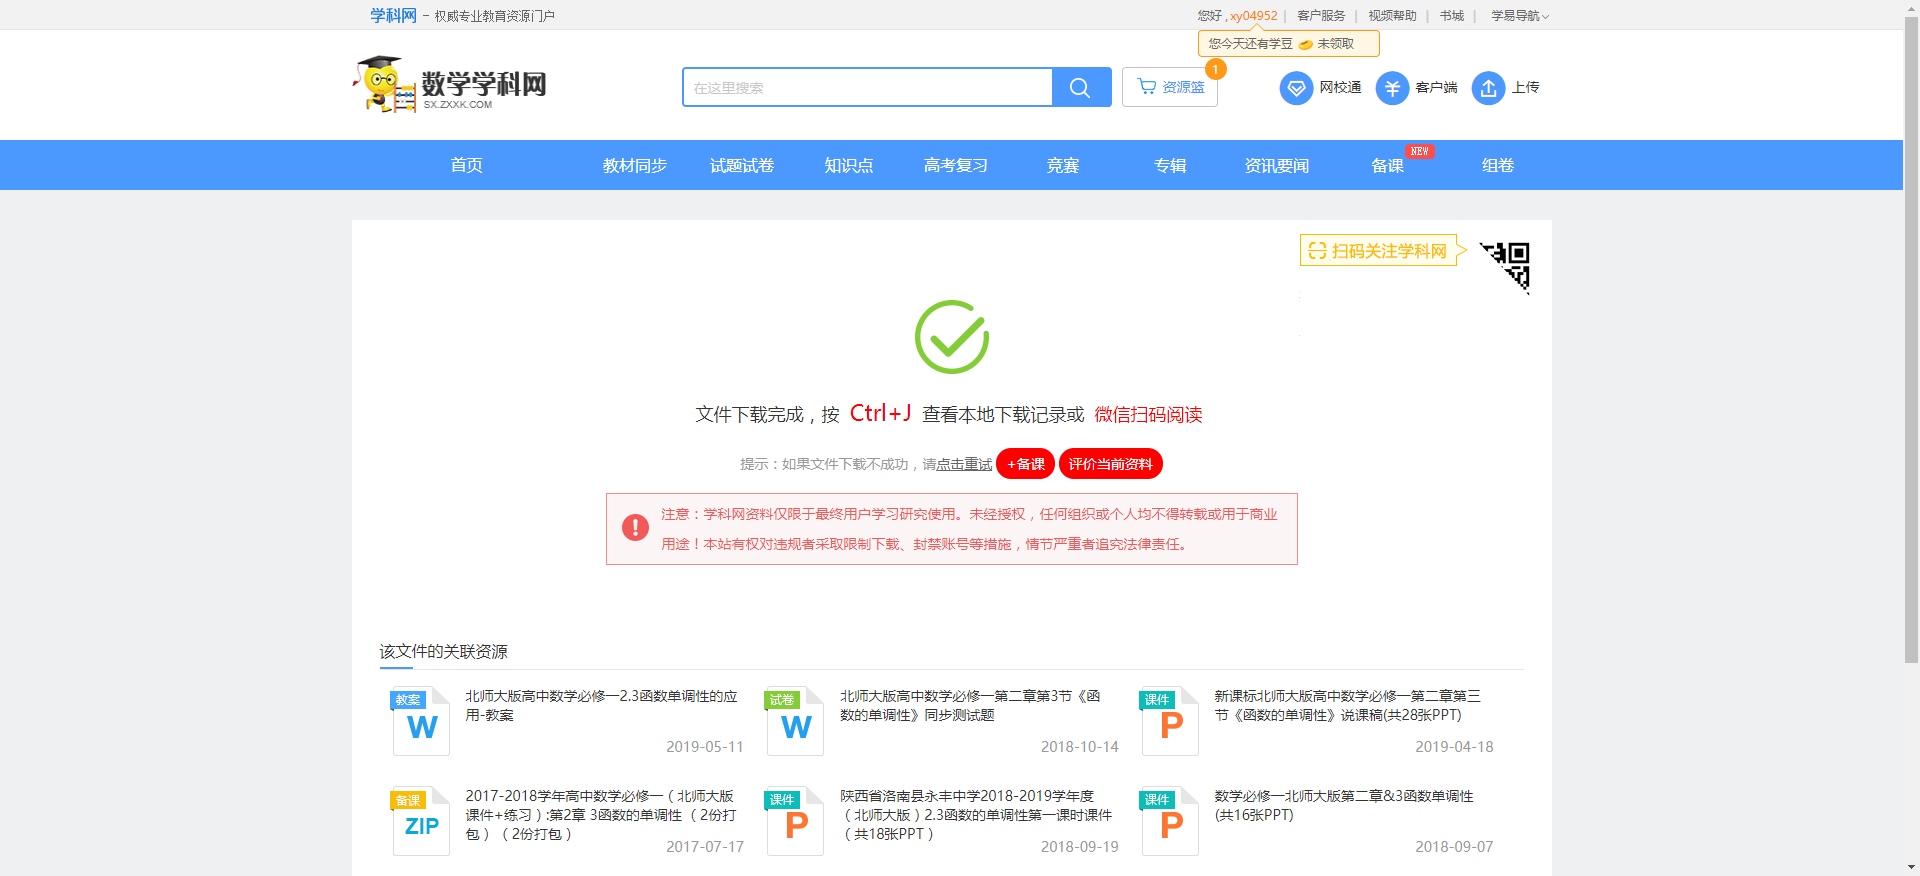 学科网 – 权威专业教育资源门户
您好 , xy04952 | 客户服务 | 视频帮助 | 书城 | 学易导航
您今天还有学豆 未领取
数学学科网
SX.ZXXK.COM
在这里搜索
资源篮
1
网校通
客户端
上传
首页 教材同步 试题试卷 知识点 高考复习 竞赛 专辑 资讯要闻 备课 NEW 组卷
扫码关注学科网
文件下载完成，按 Ctrl+J 查看本地下载记录或 微信扫码阅读
提示：如果文件下载不成功，请点击重试 +备课 评价当前资料
注意：学科网资料仅限于最终用户学习研究使用。未经授权，任何组织或个人均不得转载或用于商业
用途！本站有权对违规者采取限制下载、封禁账号等措施，情节严重者追究法律责任。
该文件的关联资源
教案
W
北师大版高中数学必修一2.3函数单调性的应
用-教案
2019-05-11
试卷
W
北师大版高中数学必修一第二章第3节《函
数的单调性》同步测试题
2018-10-14
课件
P
新课标北师大版高中数学必修一第二章第三
节《函数的单调性》说课稿(共28张PPT)
2019-04-18
备课
ZIP
2017-2018学年高中数学必修一（北师大版
课件+练习）:第2章 3函数的单调性 （2份打
包）（2份打包）
2017-07-17
课件
P
陕西省洛南县永丰中学2018-2019学年度
（北师大版）2.3函数的单调性第一课时课件
（共18张PPT）
2018-09-19
课件
P
数学必修一北师大版第二章&3函数单调性
(共16张PPT)
2018-09-07